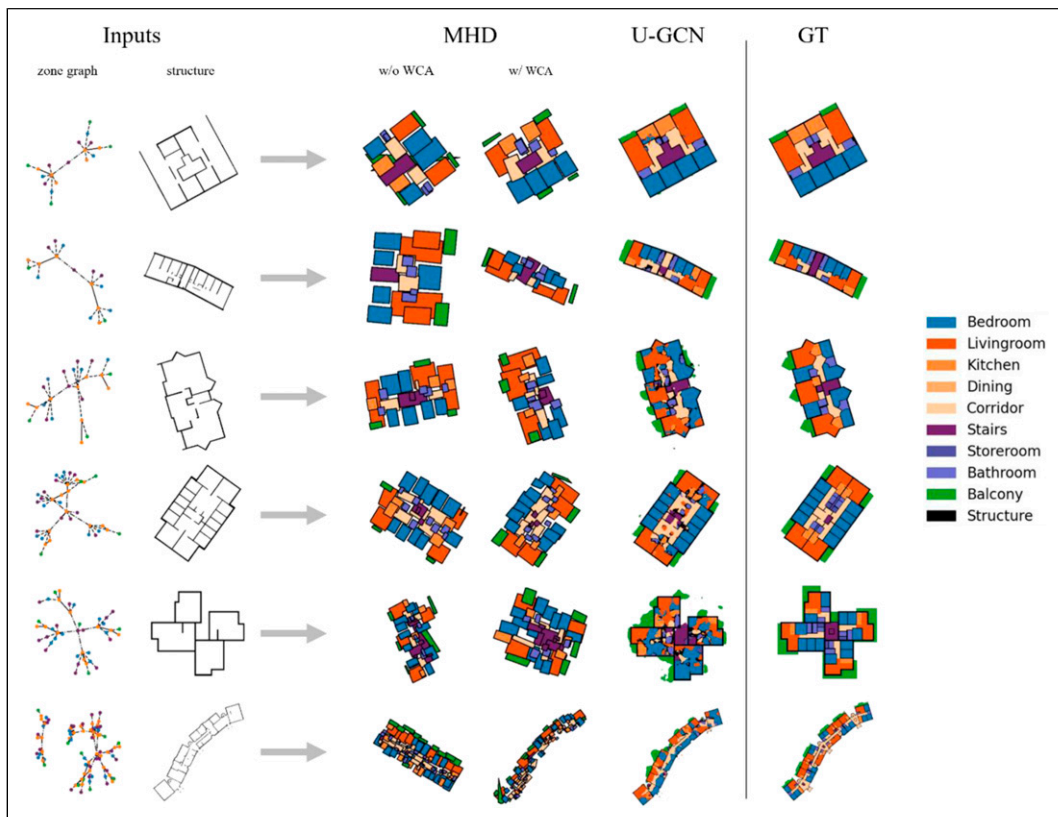 Inputs MHD U-GCN GT
zone graph structure w/o WCA w/ WCA
Bedroom
Livingroom
Kitchen
Dining
Corridor
Stairs
Storeroom
Bathroom
Balcony
Structure